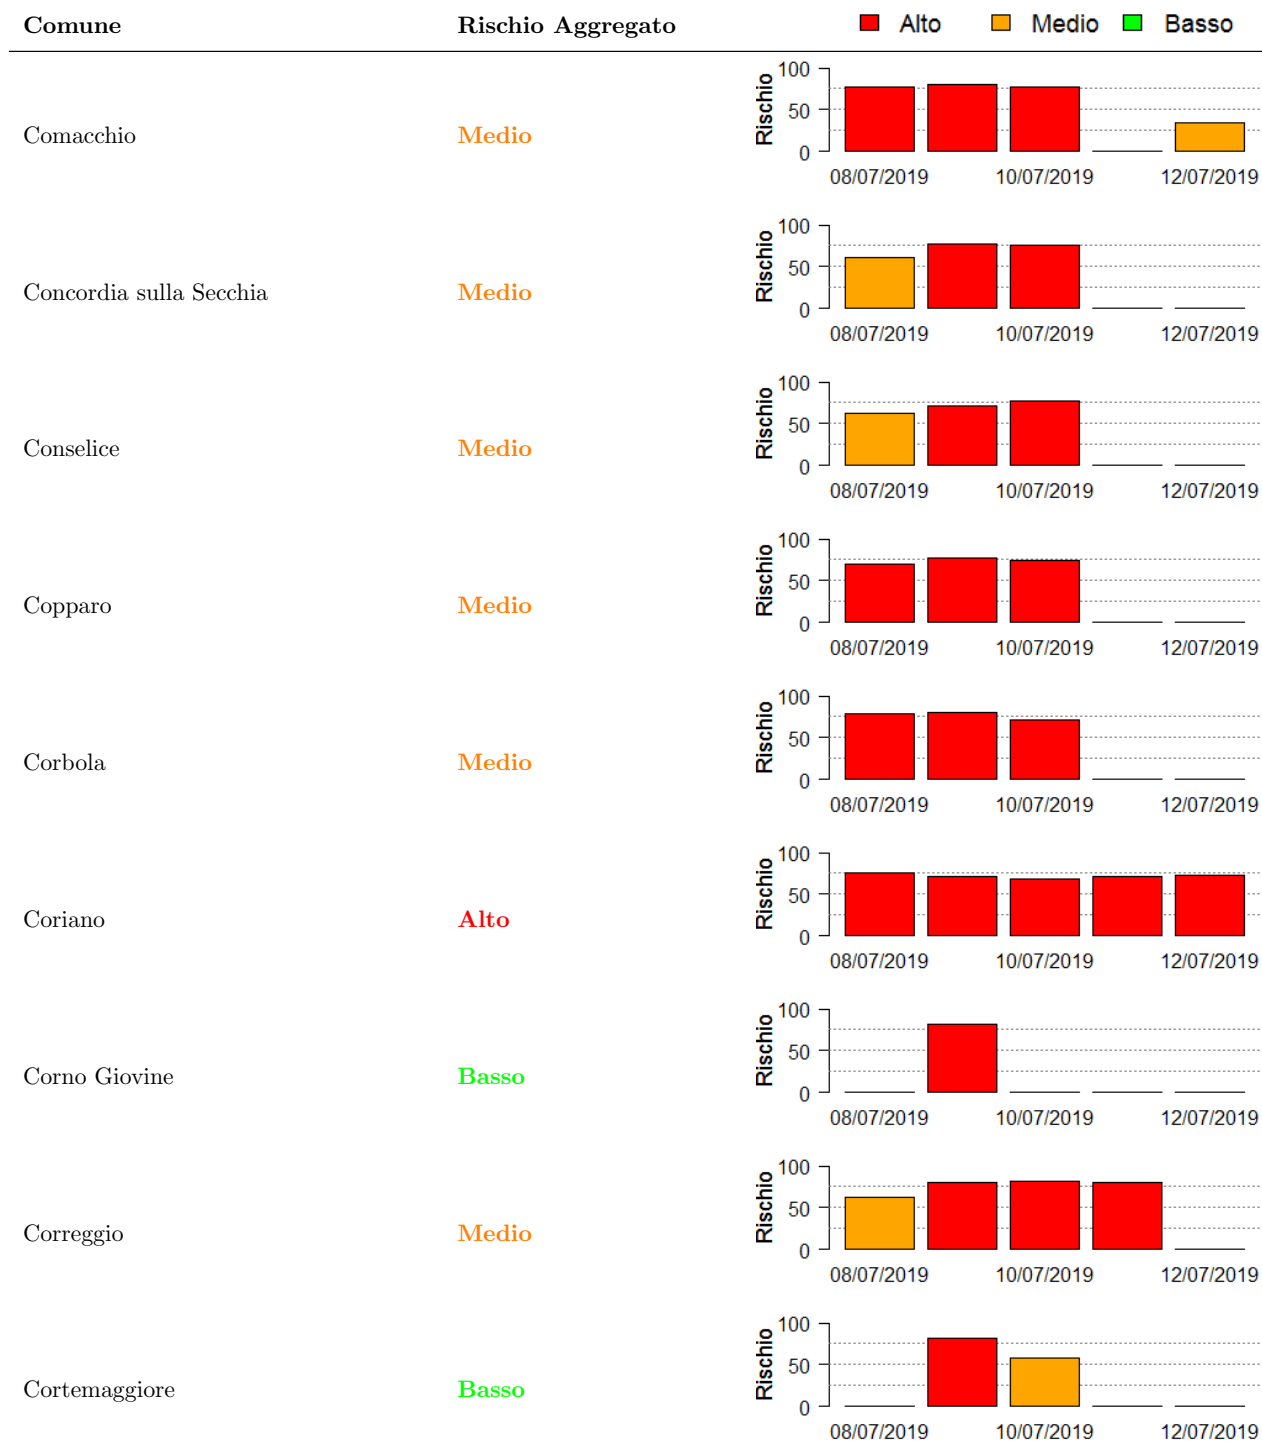 Comune Rischio Aggregato Alto Medio Basso
Comacchio Medio Rischio 100 50 0
08/07/2019 10/07/2019 12/07/2019
Concordia sulla Secchia Medio Rischio 100 50 0
08/07/2019 10/07/2019 12/07/2019
Conselice Medio Rischio 100 50 0
08/07/2019 10/07/2019 12/07/2019
Copparo Medio Rischio 100 50 0
08/07/2019 10/07/2019 12/07/2019
Corbola Medio Rischio 100 50 0
08/07/2019 10/07/2019 12/07/2019
Coriano Alto Rischio 100 50 0
08/07/2019 10/07/2019 12/07/2019
Corno Giovine Basso Rischio 100 50 0
08/07/2019 10/07/2019 12/07/2019
Correggio Medio Rischio 100 50 0
08/07/2019 10/07/2019 12/07/2019
Cortemaggiore Basso Rischio 100 50 0
08/07/2019 10/07/2019 12/07/2019